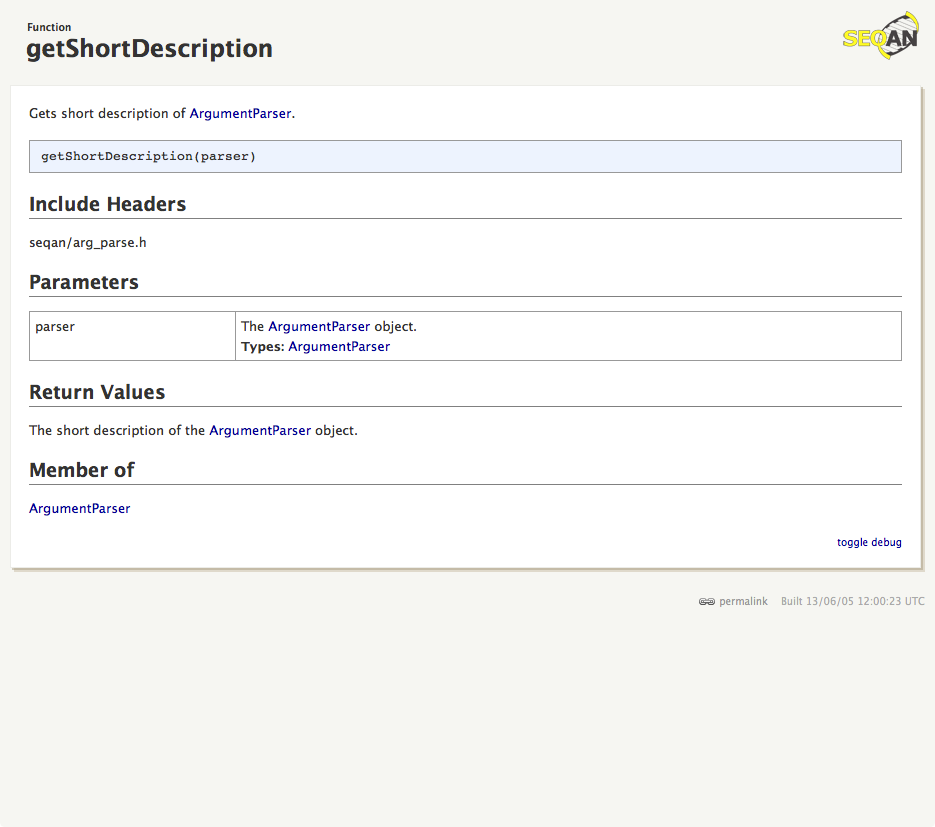 Function
getShortDescription
SEQAN
Gets short description of ArgumentParser.
getShortDescription(parser)
Include Headers
seqan/arg_parse.h
Parameters
parser
The ArgumentParser object.
Types: ArgumentParser
Return Values
The short description of the ArgumentParser object.
Member of
ArgumentParser
toggle debug
permalink Built 13/06/05 12:00:23 UTC